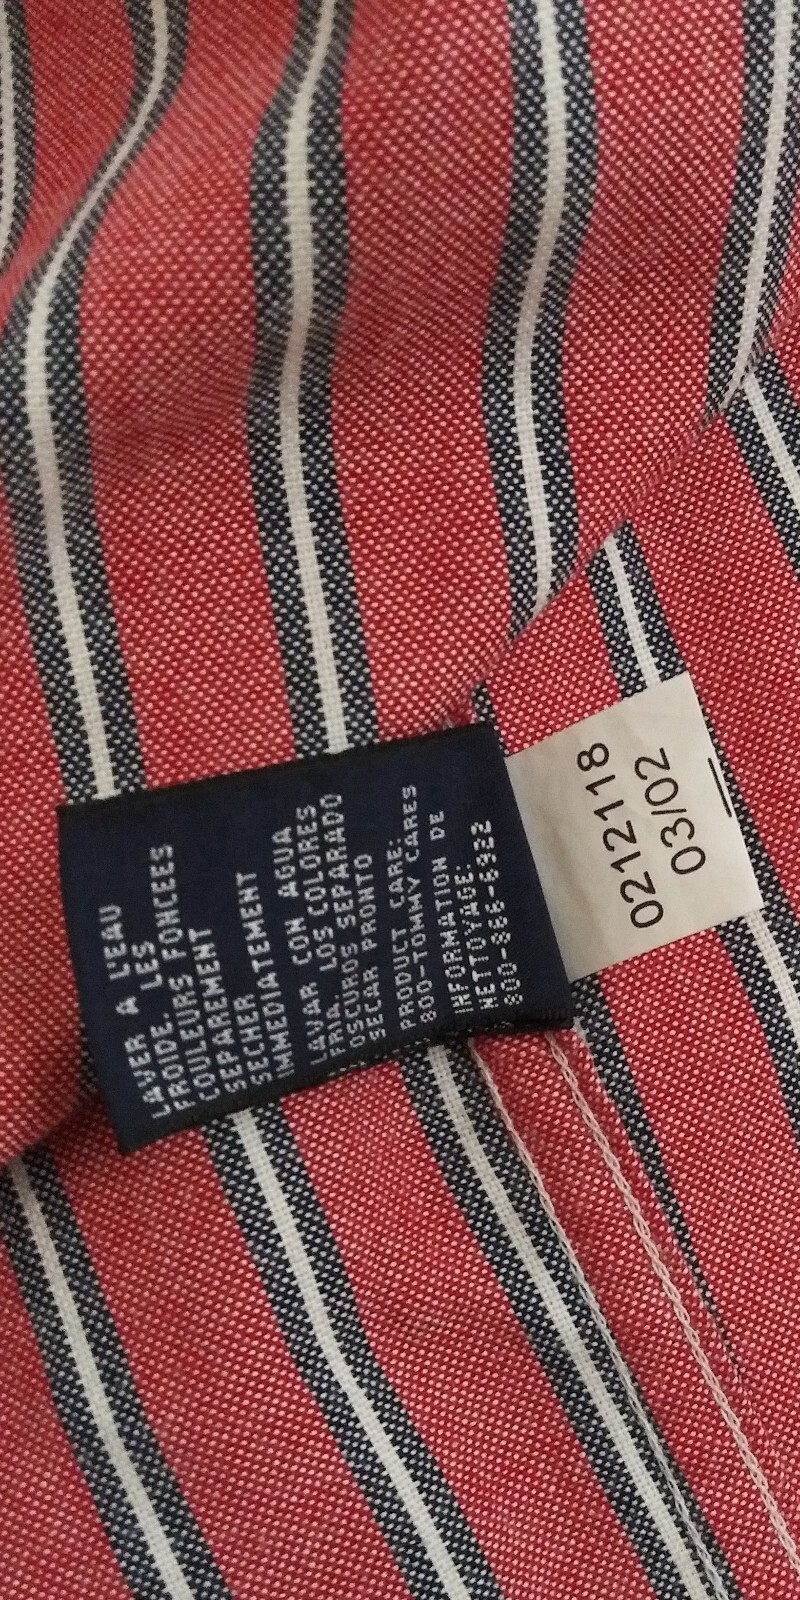 LAVER A L'EAU
FROIDE. LES
COULEURS FONCEES
SEPAREMENT
SECHER
IMMEDIATEMENT
LAVAR CON AGUA
FRIA. LOS COLORES
OSCUROS SEPARADO
SECAR PRONTO
PRODUCT CARE:
800-TOMMY CARES
INFORMATION DE
NETTOYAGE:
800-866-6922
0212118
03/02